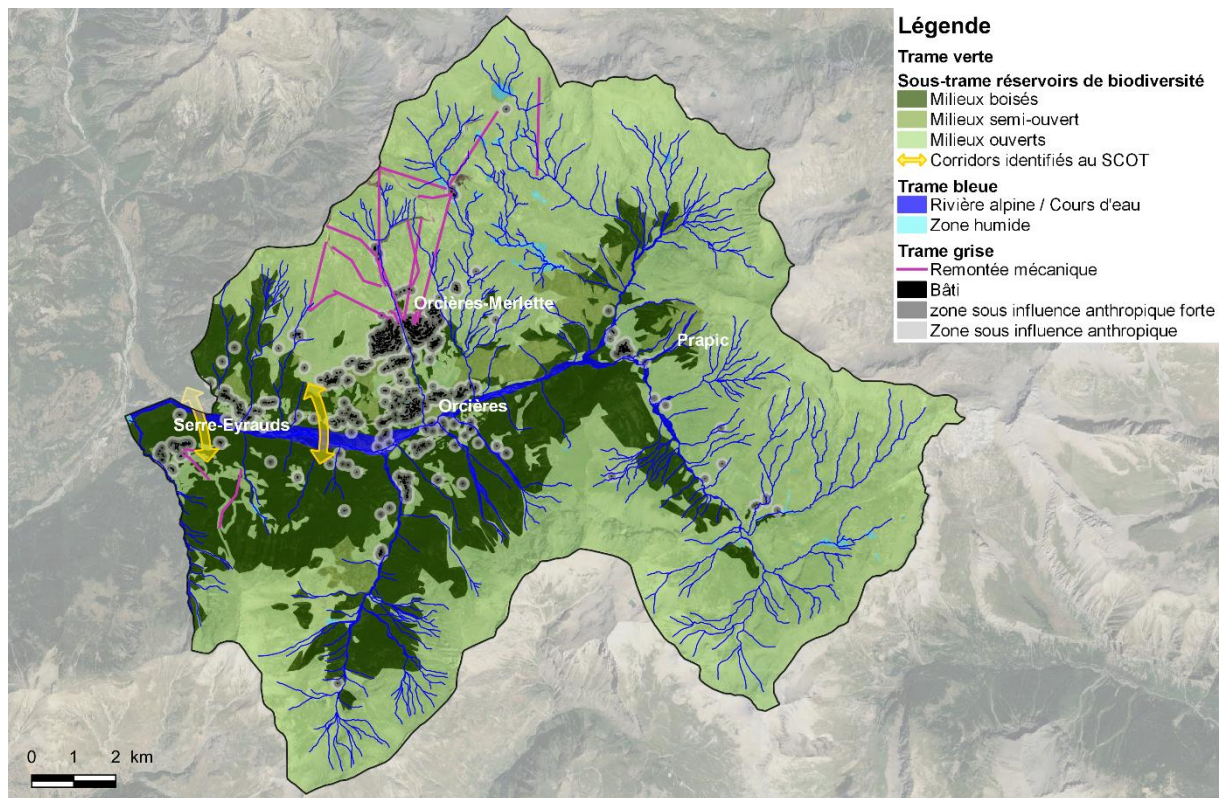 Légende
Trame verte
Sous-trame réservoirs de biodiversité
Milieux boisés
Milieux semi-ouvert
Milieux ouverts
Corridors identifiés au SCOT
Trame bleue
Rivière alpine / Cours d'eau
Zone humide
Trame grise
Remontée mécanique
Bâti
zone sous influence anthropique forte
Zone sous influence anthropique
Orcières-Merlette
Prapic
Orcières
Serre-Eyrauds
0 1 2 km